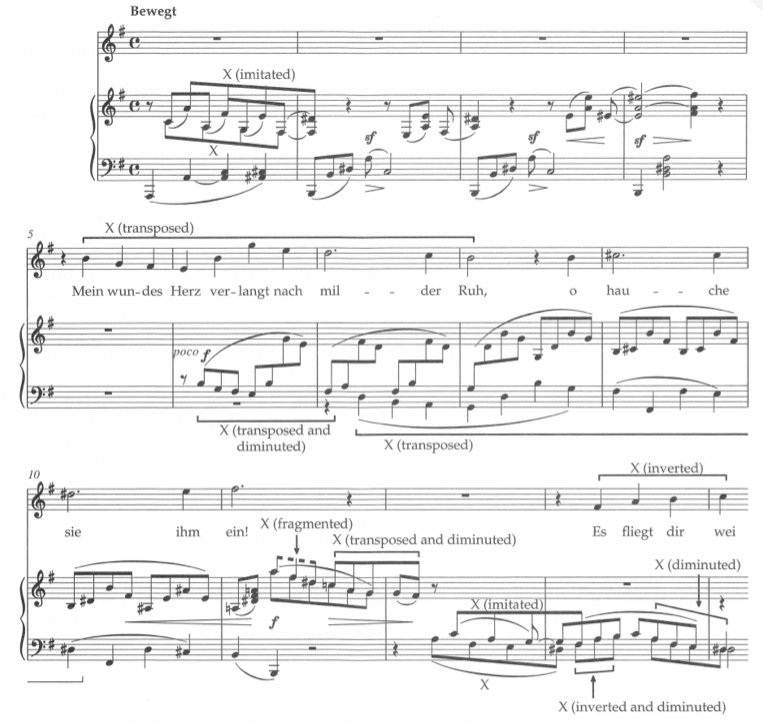 Bewegt
X (imitated)
X
sf
sf
sf
5
X (transposed)
Mein wun-des Herz ver-langt nach mil - - der Ruh, o hau - - che
poco f
X (transposed and
diminuted)
X (transposed)
10
X (inverted)
sie ihm ein! Es fliegt dir wei
X (fragmented)
X (transposed and diminuted)
X (diminuted)
f
X (imitated)
X
X (inverted and diminuted)